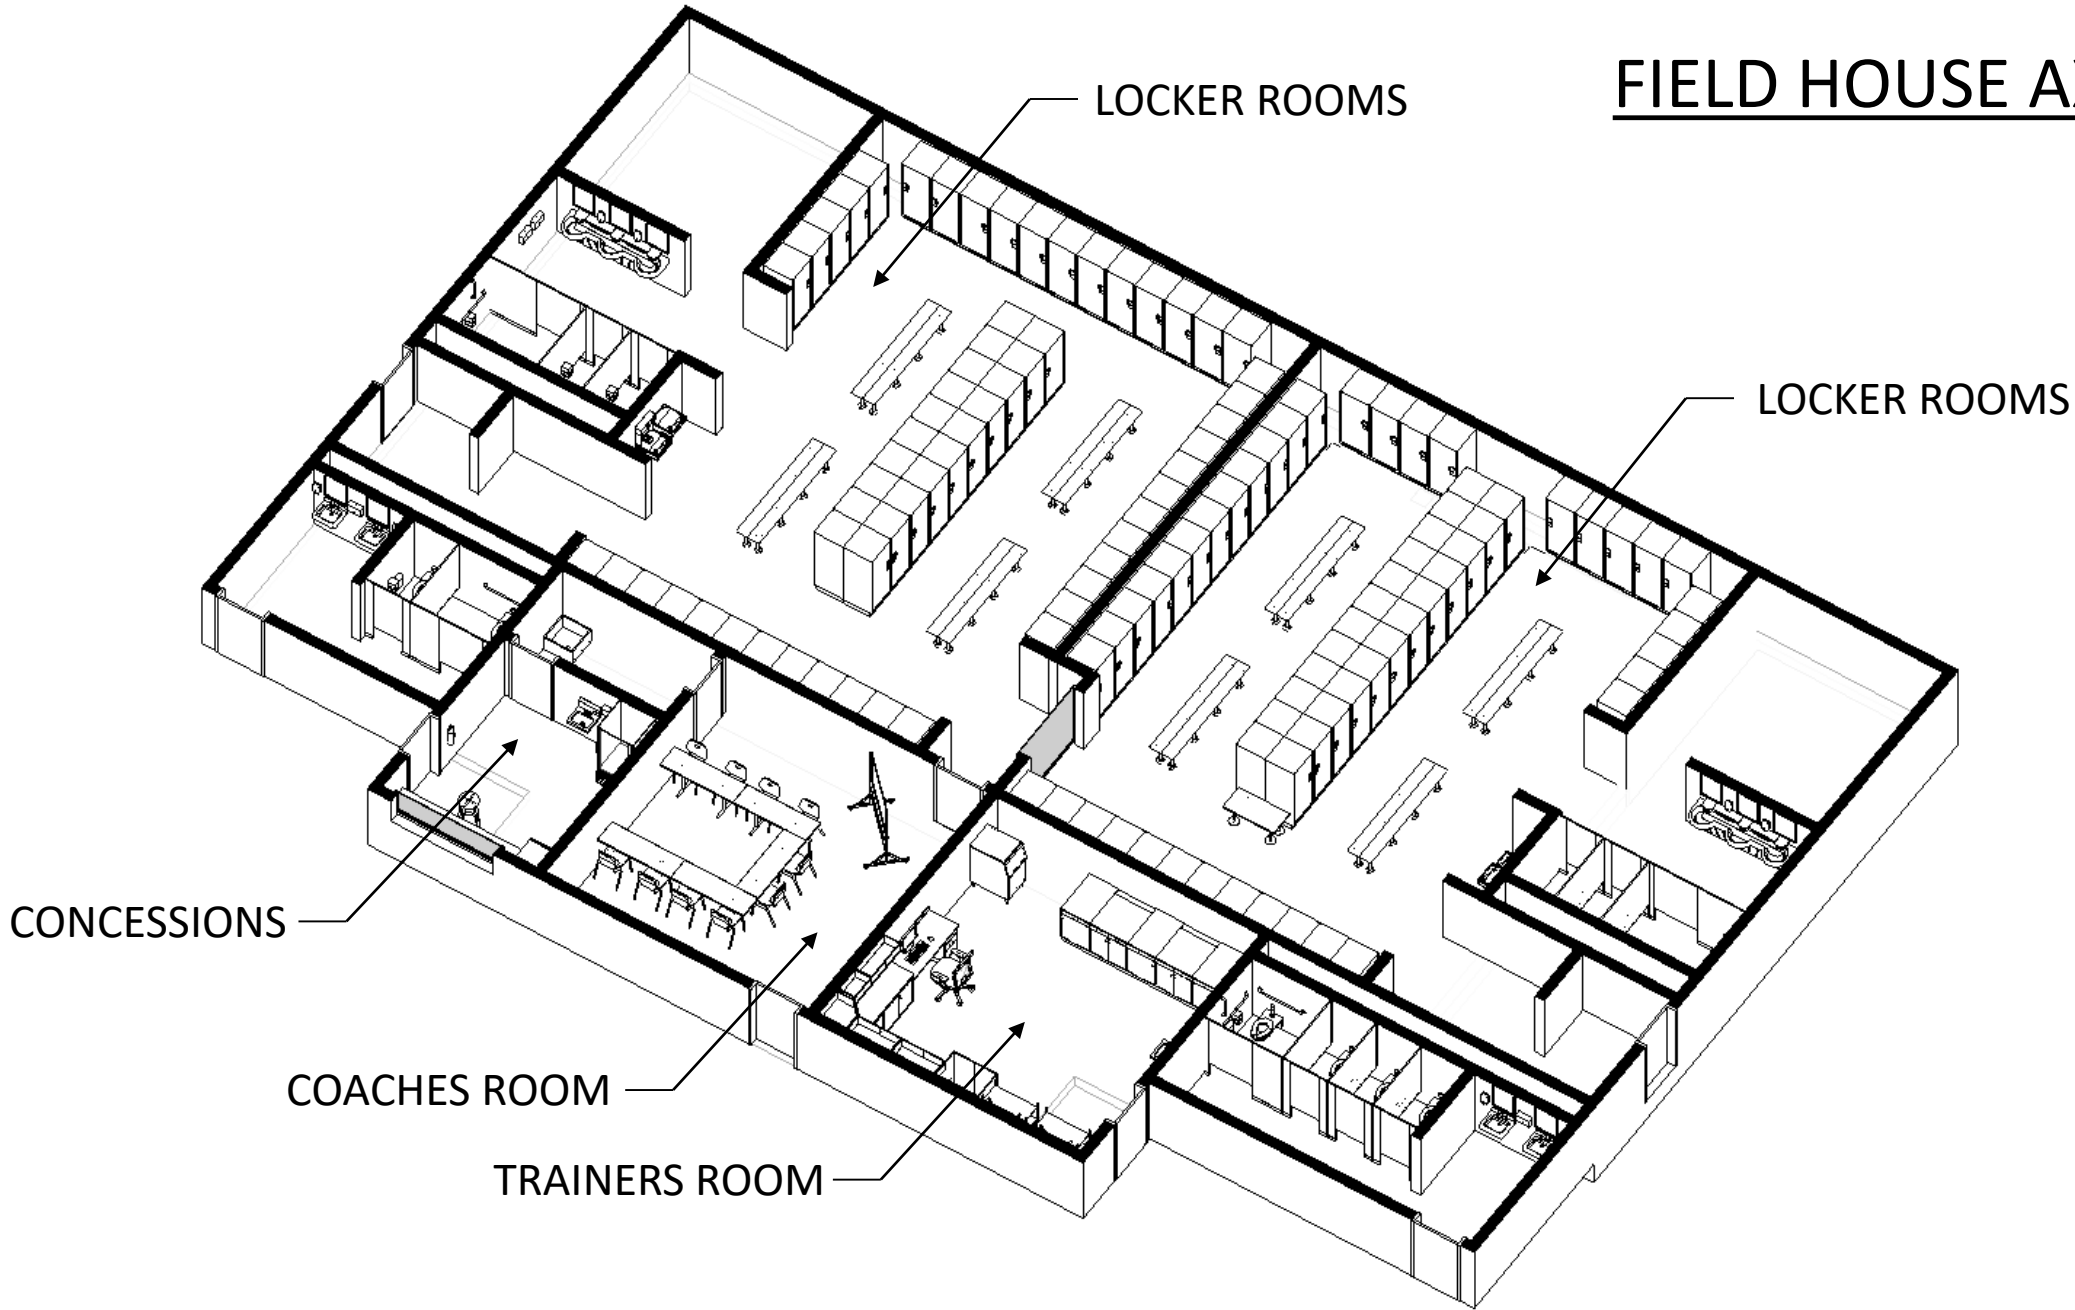 FIELD HOUSE
LOCKER ROOMS
LOCKER ROOMS
CONCESSIONS
COACHES ROOM
TRAINERS ROOM